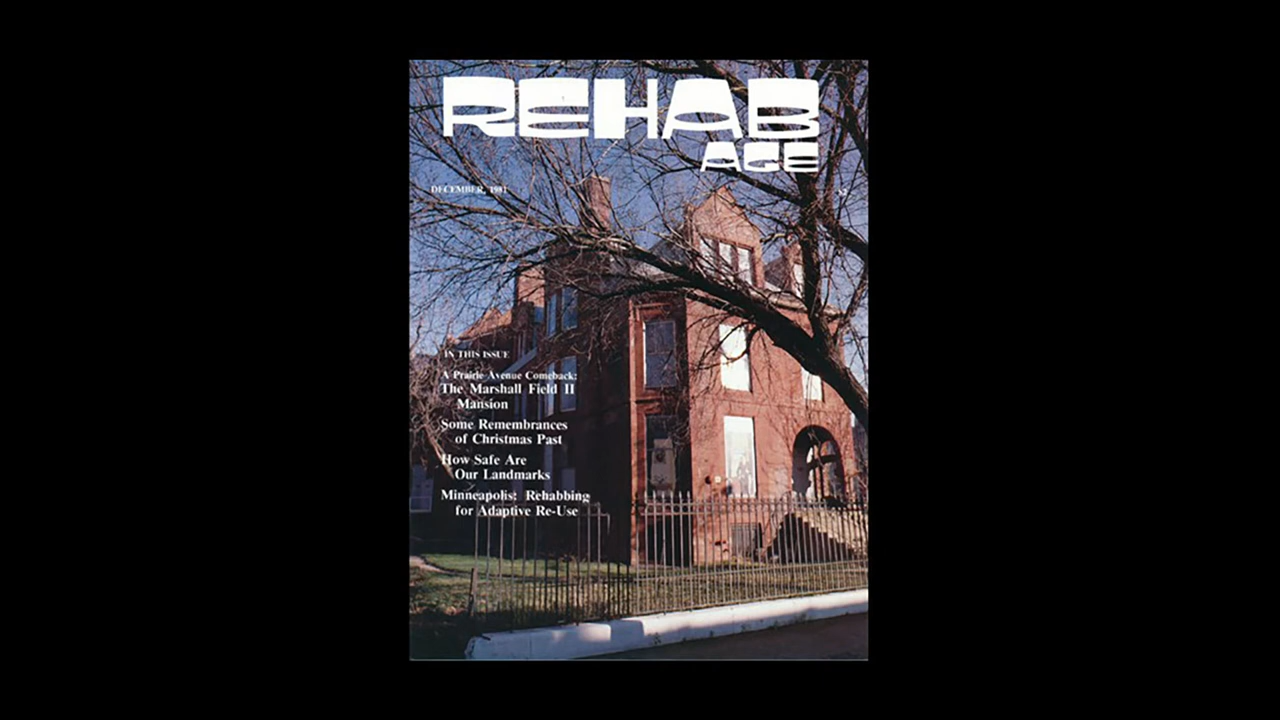 REHAB
AGE
DECEMBER, 1981
$2
IN THIS ISSUE
A Prairie Avenue Comeback:
The Marshall Field II
Mansion
Some Remembrances
of Christmas Past
How Safe Are
Our Landmarks
Minneapolis: Rehabbing
for Adaptive Re-Use